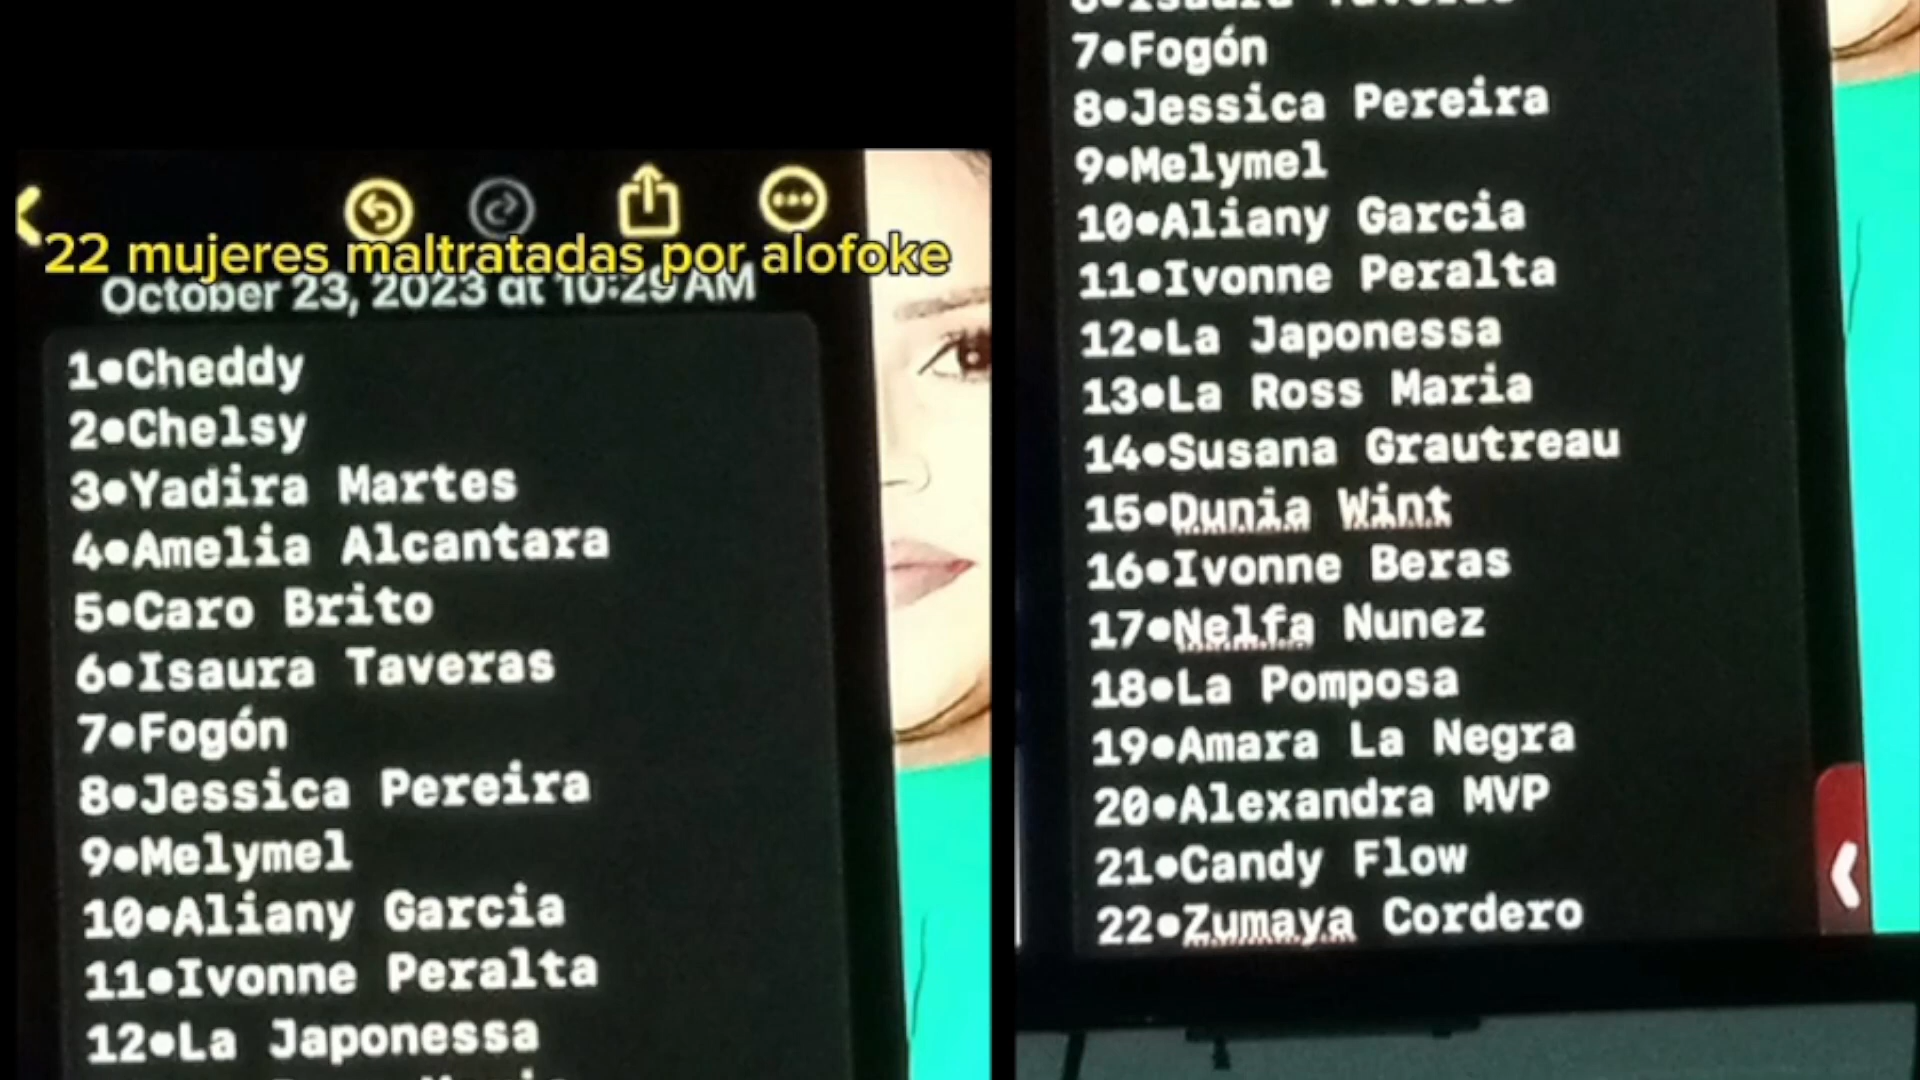 22 mujeres maltratadas por alofoke
October 23, 2023 at 10:29 AM
1•Cheddy
2•Chelsy
3•Yadira Martes
4•Amelia Alcantara
5•Caro Brito
6•Isaura Taveras
7•Fogón
8•Jessica Pereira
9•Melymel
10•Aliany Garcia
11•Ivonne Peralta
12•La Japonessa
6•Isaura Taveras
7•Fogón
8•Jessica Pereira
9•Melymel
10•Aliany Garcia
11•Ivonne Peralta
12•La Japonessa
13•La Ross Maria
14•Susana Grautreau
15•Dunia Wint
16•Ivonne Beras
17•Nelfa Nunez
18•La Pomposa
19•Amara La Negra
20•Alexandra MVP
21•Candy Flow
22•Zumaya Cordero